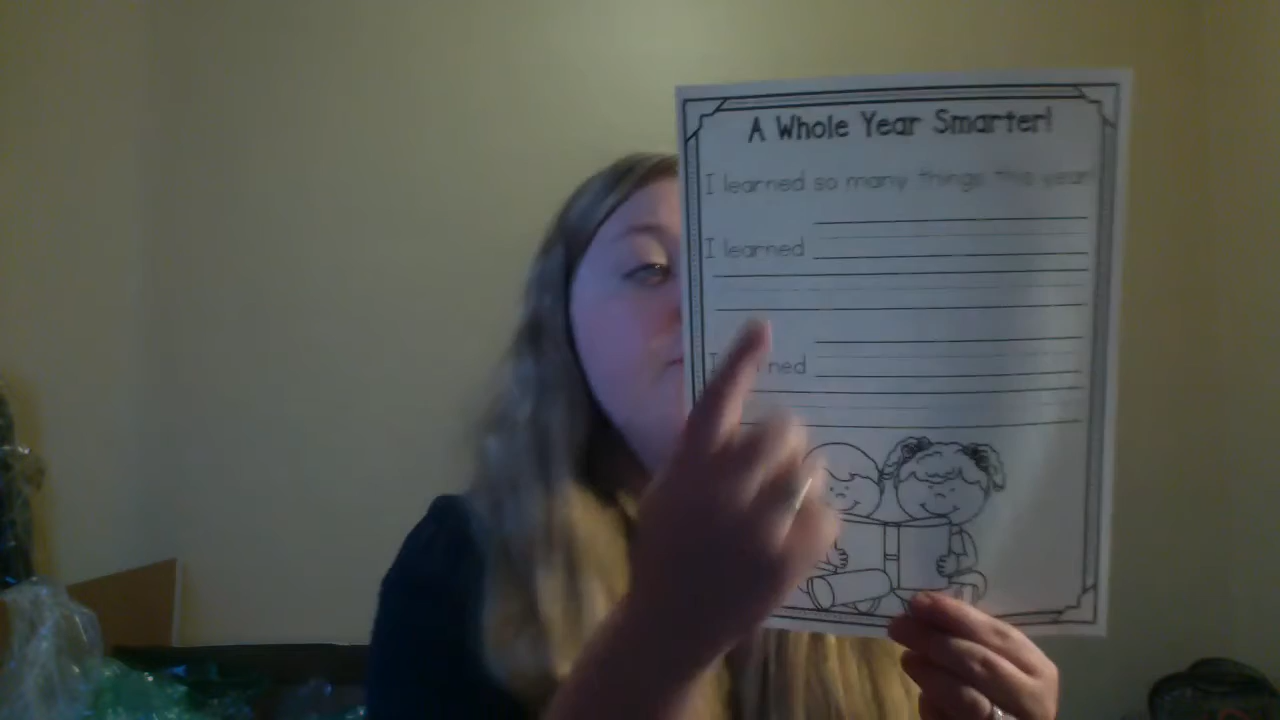 A Whole Year Smarter!
I learned so many things this year
I learned
ned